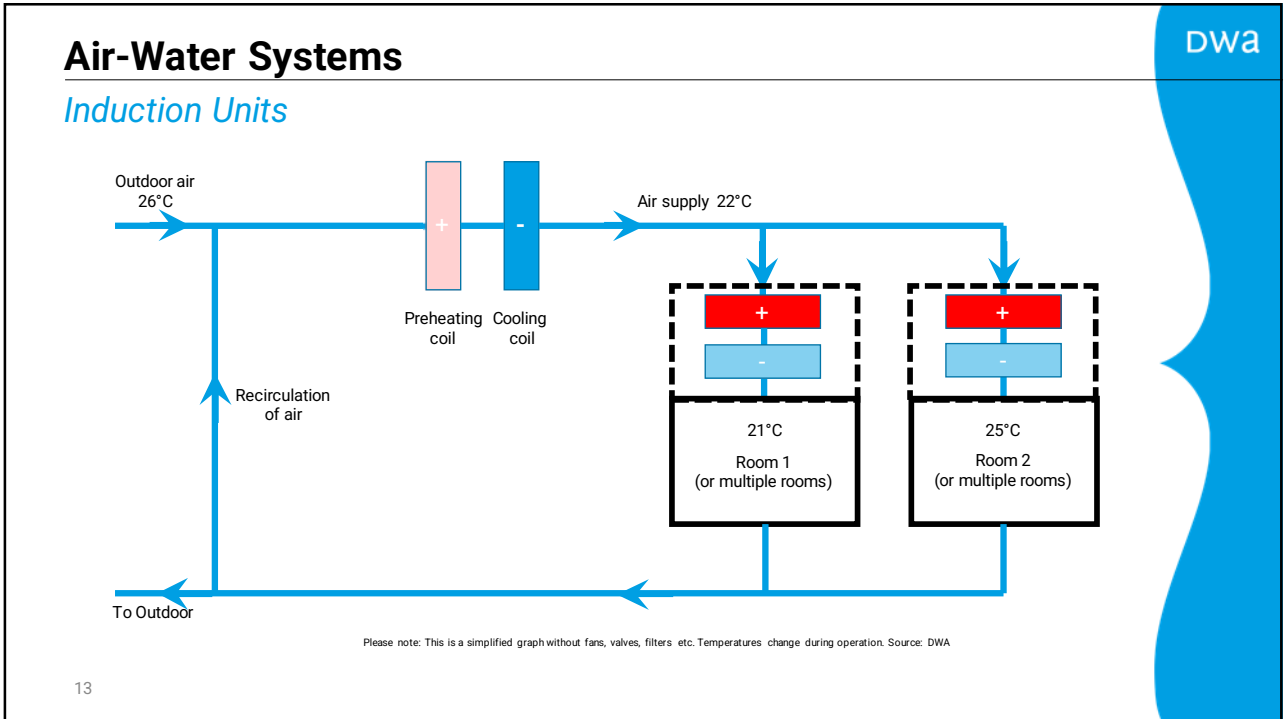 Air-Water Systems
DWa
Induction Units
Outdoor air
26°C
Air supply 22°C
+
-
Preheating
coil
Cooling
coil
+
-
+
-
Recirculation
of air
21°C
Room 1
(or multiple rooms)
25°C
Room 2
(or multiple rooms)
To Outdoor
Please note: This is a simplified graph without fans, valves, filters etc. Temperatures change during operation. Source: DWA
13